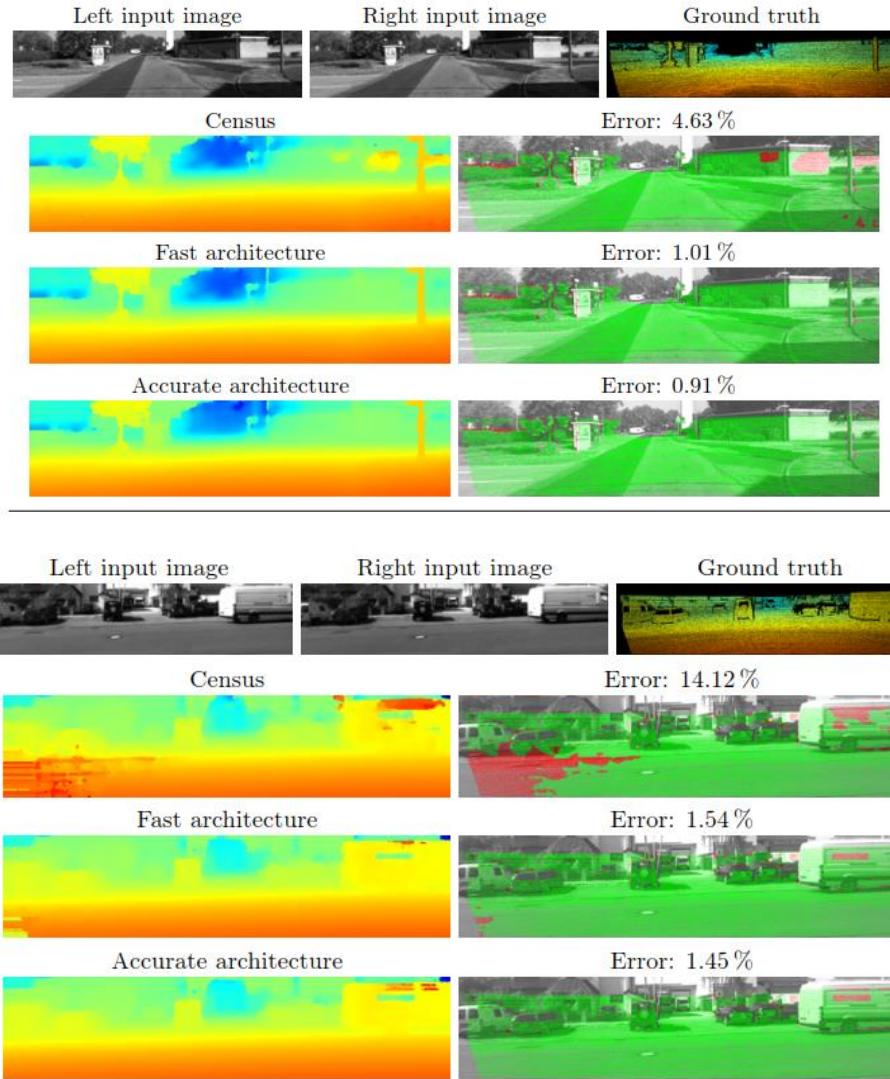 Left input image
Right input image
Ground truth
Census
Error: 4.63 %
Fast architecture
Error: 1.01 %
Accurate architecture
Error: 0.91 %
Left input image
Right input image
Ground truth
Census
Error: 14.12 %
Fast architecture
Error: 1.54 %
Accurate architecture
Error: 1.45 %